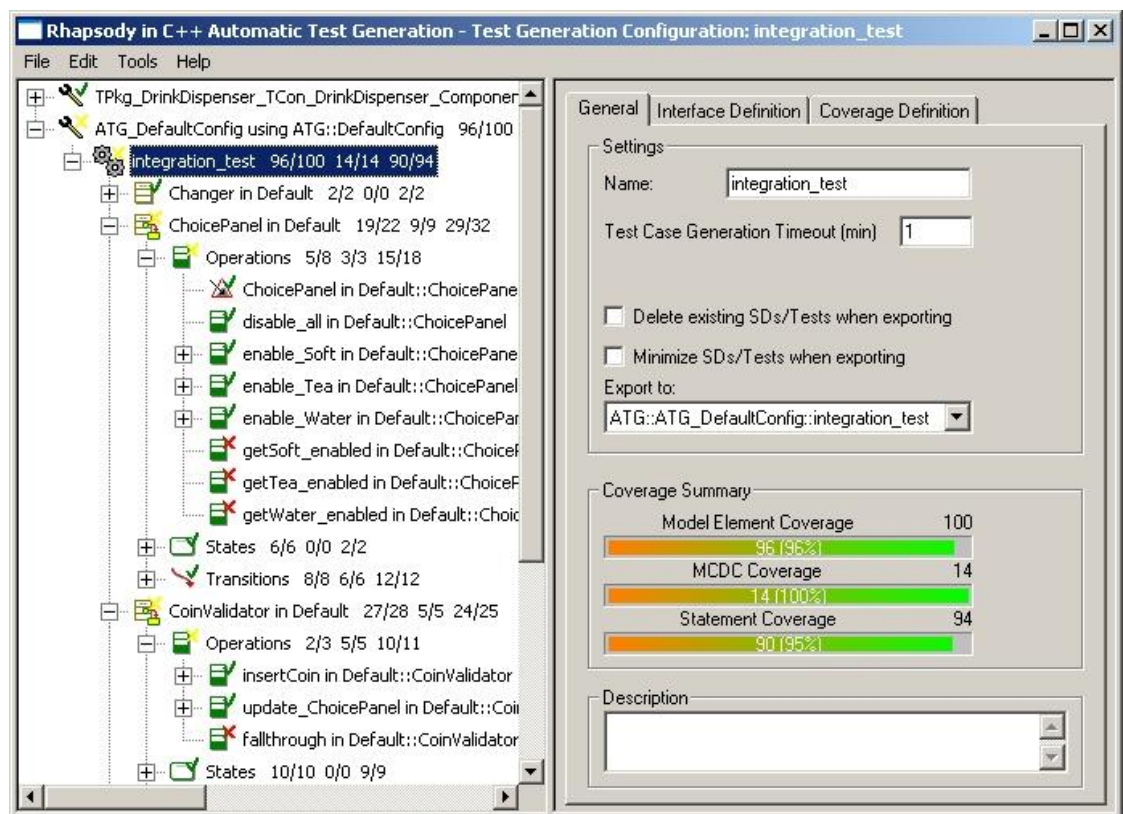 Rhapsody in C++ Automatic Test Generation - Test Generation Configuration: integration_test
File Edit Tools Help
TPkg_DrinkDispenser_TCon_DrinkDispenser_Componen
ATG_DefaultConfig using ATG::DefaultConfig 96/100
integration_test 96/100 14/14 90/94
Changer in Default 2/2 0/0 2/2
ChoicePanel in Default 19/22 9/9 29/32
Operations 5/8 3/3 15/18
ChoicePanel in Default::ChoicePane
disable_all in Default::ChoicePanel
enable_Soft in Default::ChoicePane
enable_Tea in Default::ChoicePanel
enable_Water in Default::ChoicePar
getSoft_enabled in Default::ChoiceF
getTea_enabled in Default::ChoiceF
getWater_enabled in Default::Choic
States 6/6 0/0 2/2
Transitions 8/8 6/6 12/12
CoinValidator in Default 27/28 5/5 24/25
Operations 2/3 5/5 10/11
insertCoin in Default::CoinValidator
update_ChoicePanel in Default::Coi
fallthrough in Default::CoinValidator
States 10/10 0/0 9/9
General Interface Definition Coverage Definition
Settings
Name: integration_test
Test Case Generation Timeout (min) 1
Delete existing SDs/Tests when exporting
Minimize SDs/Tests when exporting
Export to:
ATG::ATG_DefaultConfig::integration_test
Coverage Summary
Model Element Coverage 100
96 (96%)
MCDC Coverage 14
14 (100%)
Statement Coverage 94
90 (95%)
Description